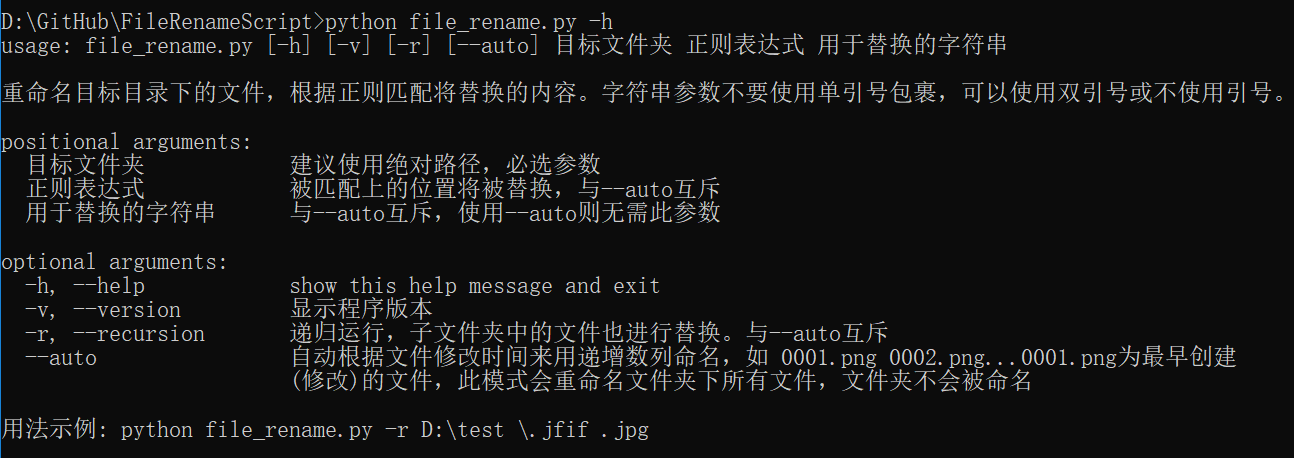 D:\GitHub\FileRenameScript>python file_rename.py -h
usage: file_rename.py [-h] [-v] [-r] [--auto] 目标文件夹 正则表达式 用于替换的字符串
重命名目标目录下的文件，根据正则匹配将替换的内容。字符串参数不要使用单引号包裹，可以使用双引号或不使用引号。
positional arguments:
目标文件夹 建议使用绝对路径，必选参数
正则表达式 被匹配上的位置将被替换，与--auto互斥
用于替换的字符串 与--auto互斥，使用--auto则无需此参数
optional arguments:
-h, --help show this help message and exit
-v, --version 显示程序版本
-r, --recursion 递归运行，子文件夹中的文件也进行替换。与--auto互斥
--auto 自动根据文件修改时间来用递增数列命名，如 0001.png 0002.png...0001.png为最早创建
(修改)的文件，此模式会重命名文件夹下所有文件，文件夹不会被命名
用法示例: python file_rename.py -r D:\test \.jfif .jpg